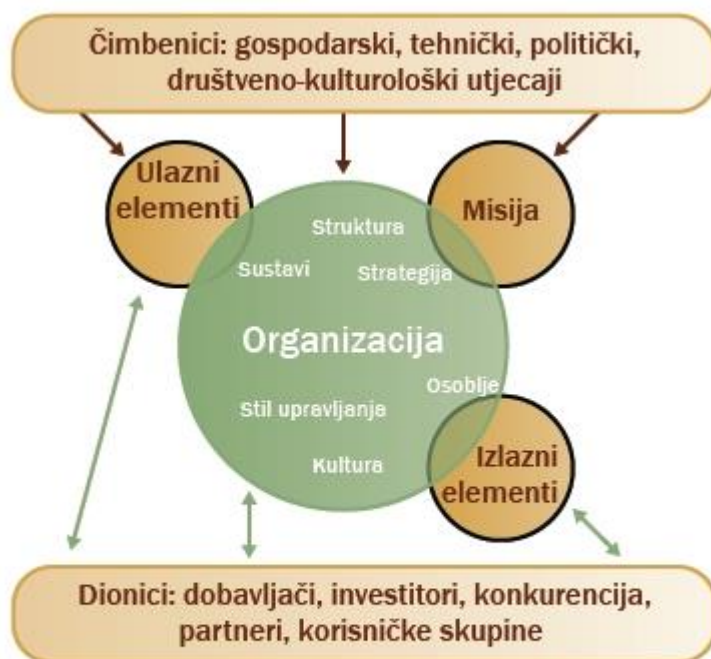 Čimbenici: gospodarski, tehnički, politički,
društveno-kulturološki utjecaji
Ulazni
elementi
Misija
Struktura
Sustavi
Strategija
Organizacija
Osoblje
Stil upravljanja
Kultura
Izlazni
elementi
Dionici: dobavljači, investitori, konkurencija,
partneri, korisničke skupine